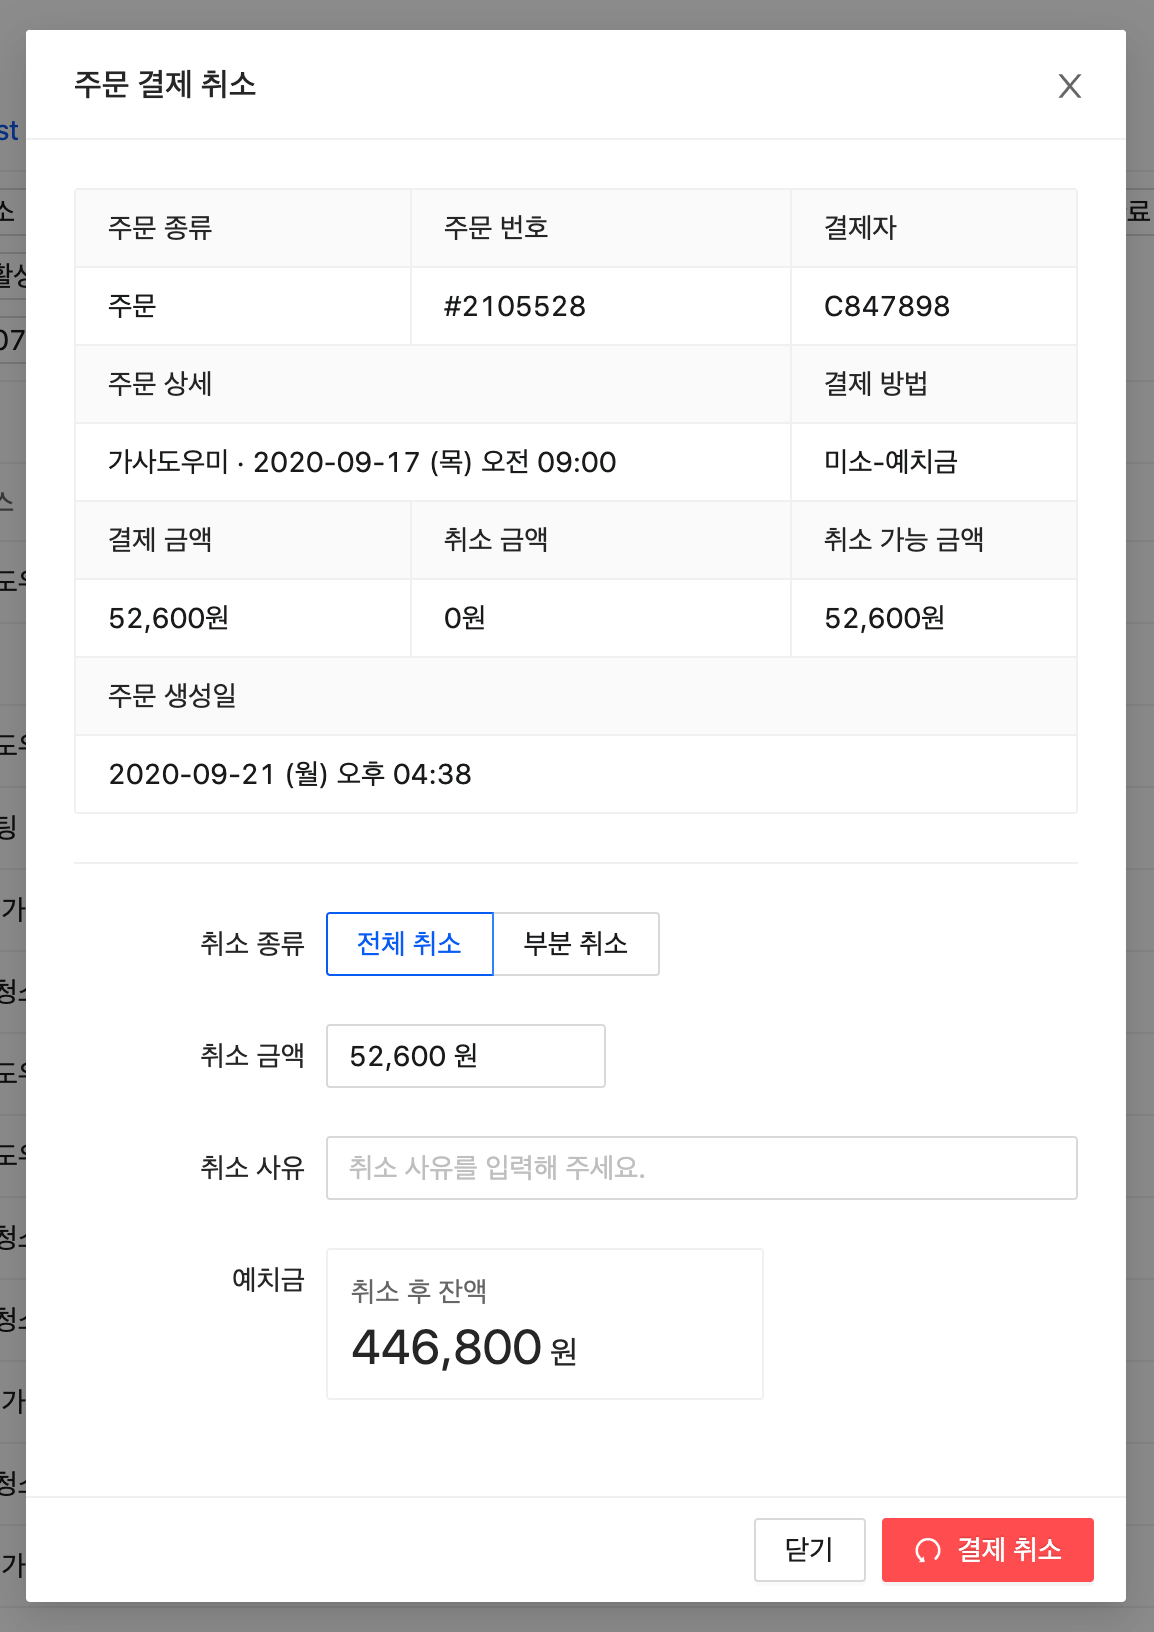 주문 결제 취소
st
소
료
활성
07
주문 종류 주문 번호 결제자
주문 #2105528 C847898
주문 상세 결제 방법
가사도우미 · 2020-09-17 (목) 오전 09:00 미소-예치금
결제 금액 취소 금액 취소 가능 금액
52,600원 0원 52,600원
주문 생성일
2020-09-21 (월) 오후 04:38
취소 종류 전체 취소 부분 취소
취소 금액 52,600 원
취소 사유 취소 사유를 입력해 주세요.
예치금 취소 후 잔액
446,800 원
닫기 결제 취소